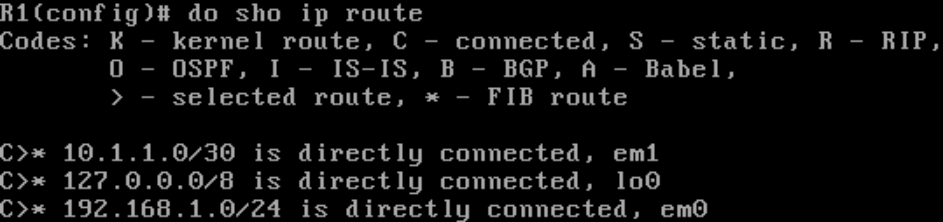 R1(config)# do sho ip route
Codes: K - kernel route, C - connected, S - static, R - RIP,
       O - OSPF, I - IS-IS, B - BGP, A - Babel,
       > - selected route, * - FIB route

C>* 10.1.1.0/30 is directly connected, em1
C>* 127.0.0.0/8 is directly connected, lo0
C>* 192.168.1.0/24 is directly connected, em0